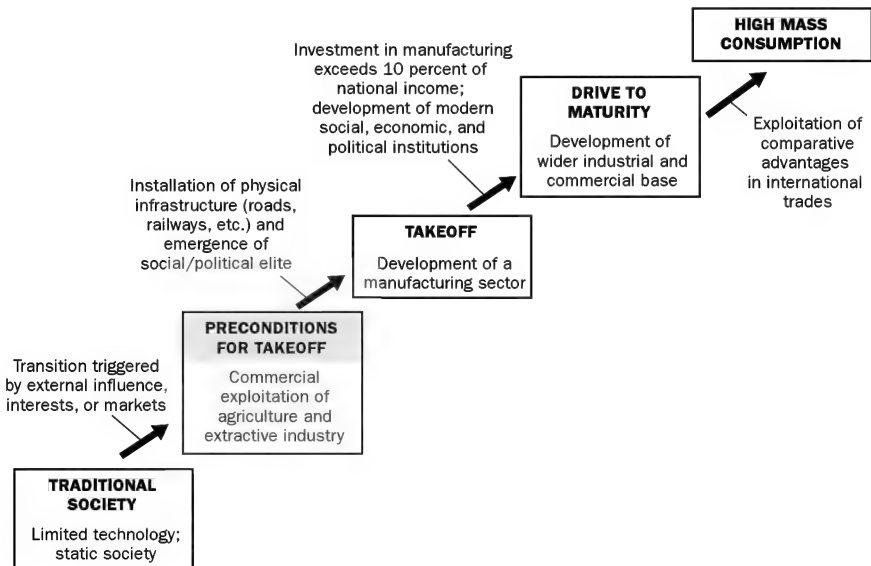 HIGH MASS
CONSUMPTION
Investment in manufacturing
exceeds 10 percent of
national income;
development of modern
social, economic, and
political institutions
DRIVE TO
MATURITY
Development of
wider industrial and
commercial base
Exploitation of
comparative
advantages
in international
trades
Installation of physical
infrastructure (roads,
railways, etc.) and
emergence of
social/political elite
TAKEOFF
Development of a
manufacturing sector
PRECONDITIONS
FOR TAKEOFF
Commercial
exploitation of
agriculture and
extractive industry
Transition triggered
by external influence,
interests, or markets
TRADITIONAL
SOCIETY
Limited technology;
static society